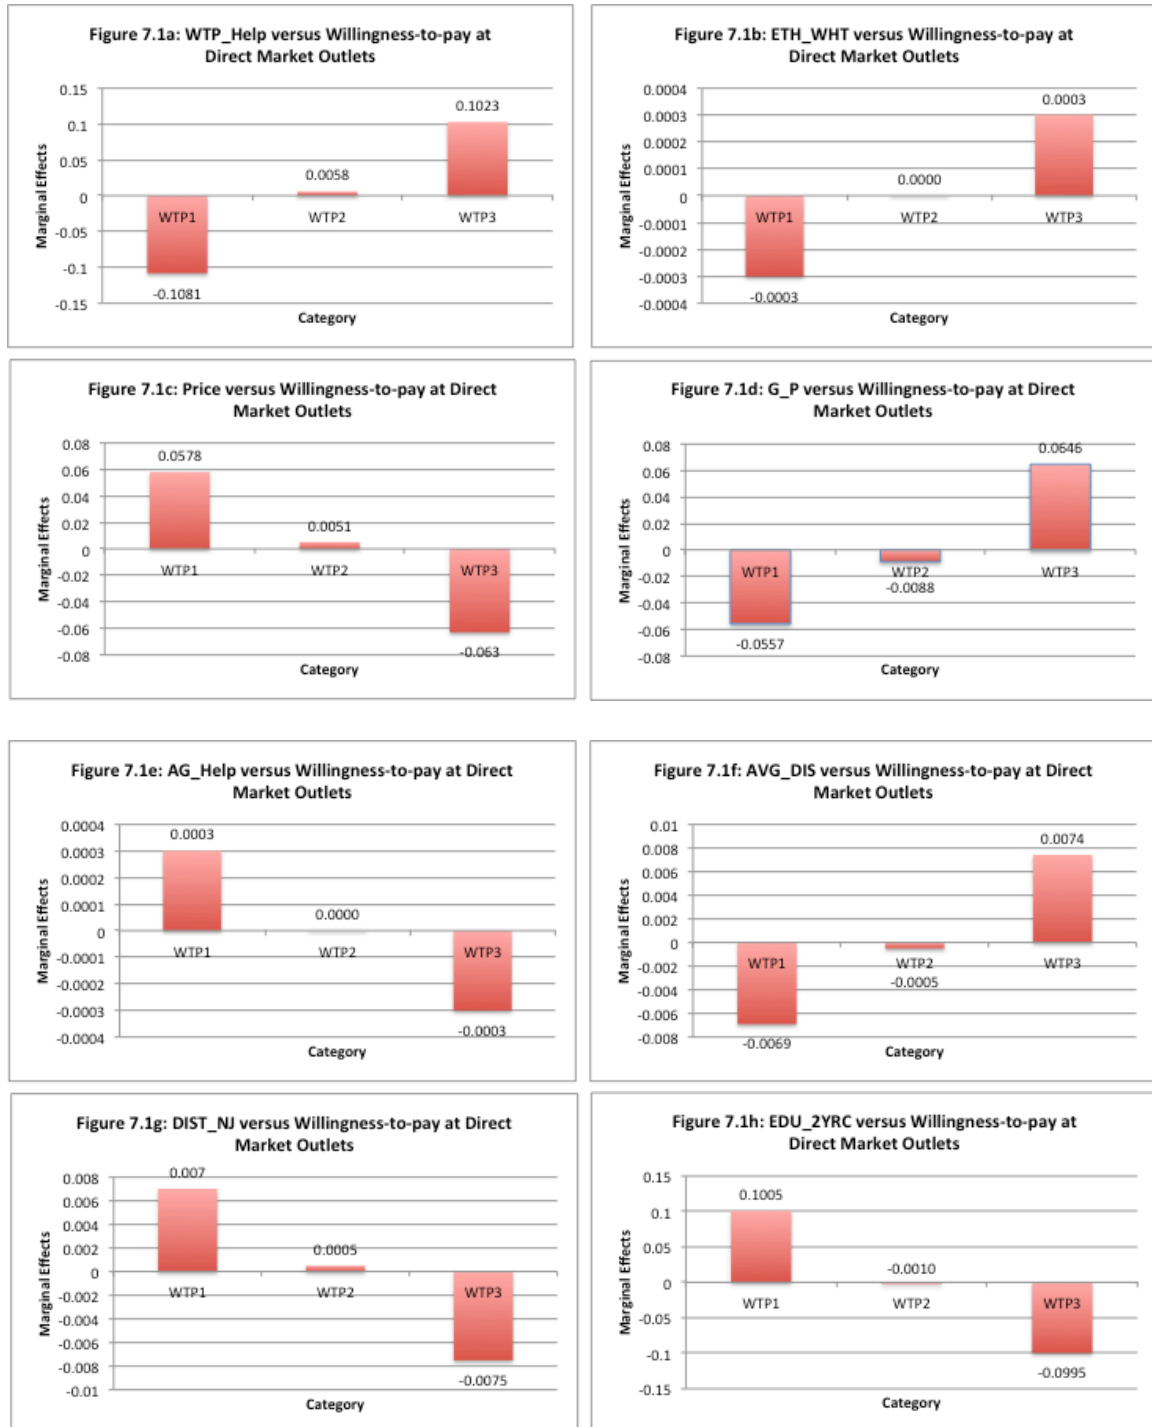 Figure 7.1a: WTP_Help versus Willingness-to-pay at
Direct Market Outlets
Marginal Effects
0.15
0.1
0.05
0
-0.05
-0.1
-0.15
0.1023
0.0058
WTP1
WTP2
WTP3
-0.1081
Category
Figure 7.1b: ETH_WHT versus Willingness-to-pay at
Direct Market Outlets
Marginal Effects
0.0004
0.0003
0.0002
0.0001
0
-0.0001
-0.0002
-0.0003
-0.0004
0.0003
0.0000
WTP1
WTP2
WTP3
-0.0003
Category
Figure 7.1c: Price versus Willingness-to-pay at Direct
Market Outlets
Marginal Effects
0.08
0.06
0.04
0.02
0
-0.02
-0.04
-0.06
-0.08
0.0578
0.0051
WTP1
WTP2
WTP3
-0.063
Category
Figure 7.1d: G_P versus Willingness-to-pay at Direct
Market Outlets
Marginal Effects
0.08
0.06
0.04
0.02
0
-0.02
-0.04
-0.06
-0.08
0.0646
WTP1
WTP2
WTP3
-0.0088
-0.0557
Category
Figure 7.1e: AG_Help versus Willingness-to-pay at Direct
Market Outlets
Marginal Effects
0.0004
0.0003
0.0002
0.0001
0
-0.0001
-0.0002
-0.0003
-0.0004
0.0003
0.0000
WTP1
WTP2
WTP3
-0.0003
Category
Figure 7.1f: AVG_DIS versus Willingness-to-pay at Direct
Market Outlets
Marginal Effects
0.01
0.008
0.006
0.004
0.002
0
-0.002
-0.004
-0.006
-0.008
0.0074
WTP1
WTP2
WTP3
-0.0005
-0.0069
Category
Figure 7.1g: DIST_NJ versus Willingness-to-pay at Direct
Market Outlets
Marginal Effects
0.008
0.006
0.004
0.002
0
-0.002
-0.004
-0.006
-0.008
-0.01
0.007
0.0005
WTP1
WTP2
WTP3
-0.0075
Category
Figure 7.1h: EDU_2YRC versus Willingness-to-pay at
Direct Market Outlets
Marginal Effects
0.15
0.1
0.05
0
-0.05
-0.1
-0.15
0.1005
-0.0010
WTP1
WTP2
WTP3
-0.0995
Category